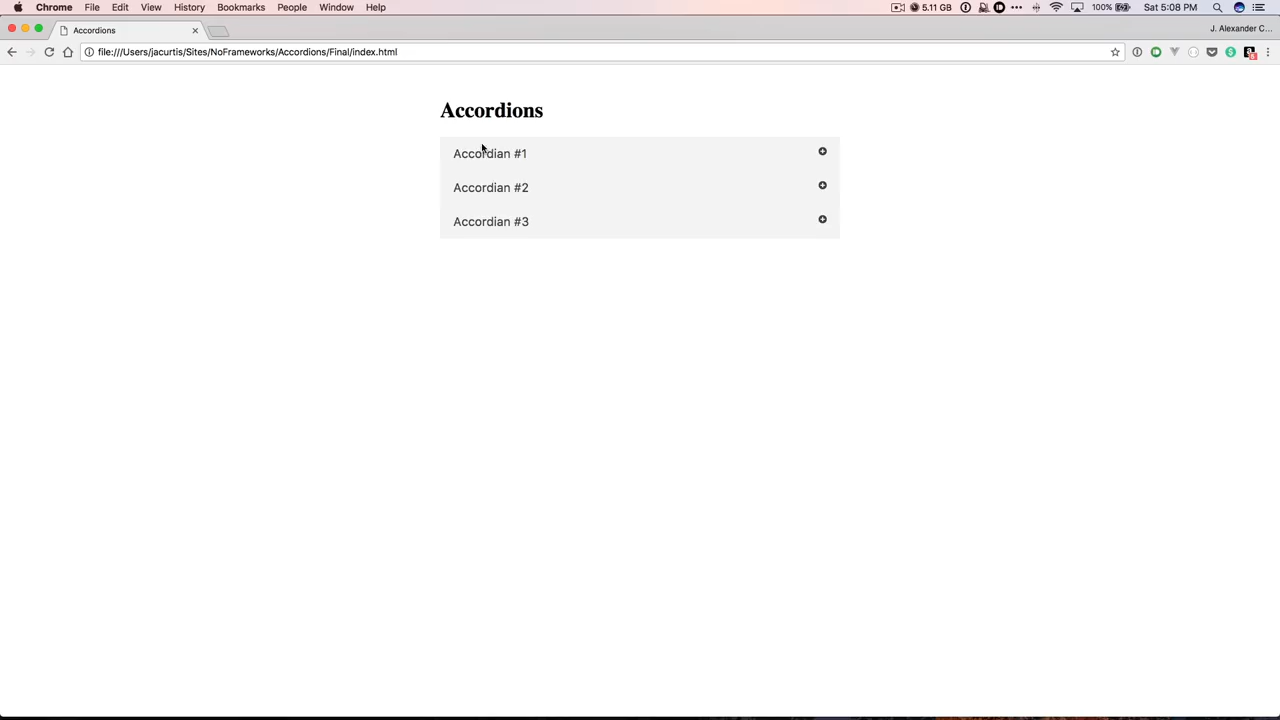 Chrome File Edit View History Bookmarks People Window Help 5.11 GB 100% Sat 5:08 PM
Accordions J. Alexander C...
file:///Users/jacurtis/Sites/NoFrameworks/Accordions/Final/index.html
Accordions
Accordian #1
Accordian #2
Accordian #3